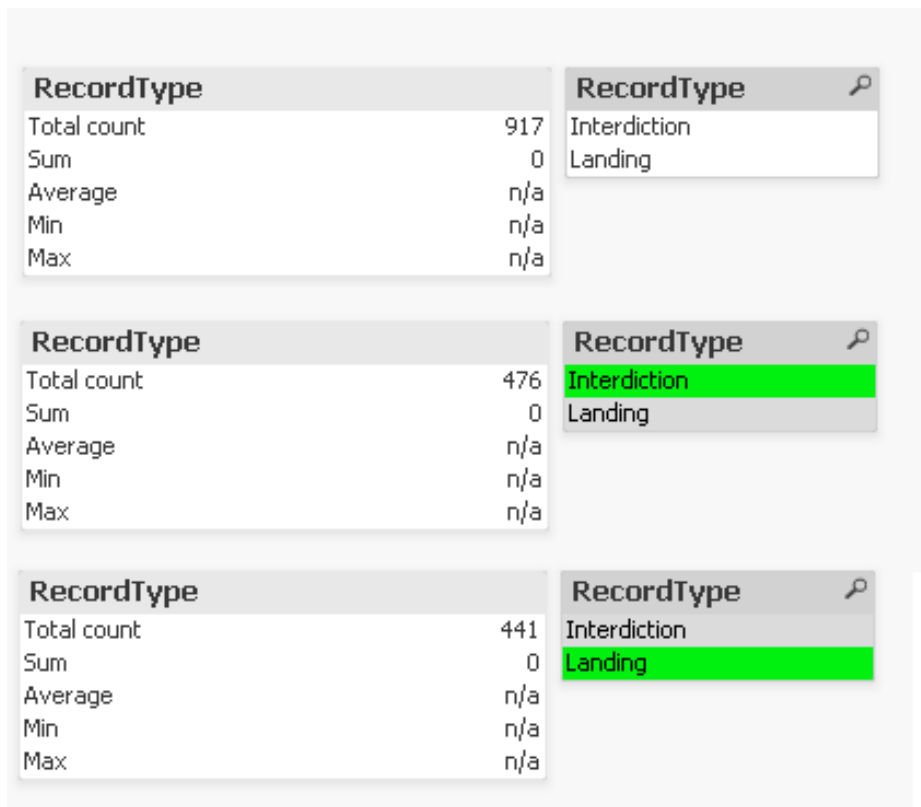 RecordType
Total count 917
Sum 0
Average n/a
Min n/a
Max n/a
RecordType
Interdiction
Landing
RecordType
Total count 476
Sum 0
Average n/a
Min n/a
Max n/a
RecordType
Interdiction
Landing
RecordType
Total count 441
Sum 0
Average n/a
Min n/a
Max n/a
RecordType
Interdiction
Landing